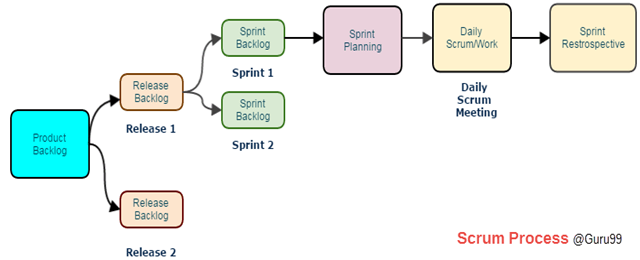 Sprint
Backlog
Sprint 1
Sprint
Planning
Daily
Scrum/Work
Daily
Scrum
Meeting
Sprint
Restrospective
Release
Backlog
Release 1
Sprint
Backlog
Sprint 2
Product
Backlog
Release
Backlog
Release 2
Scrum Process @Guru99